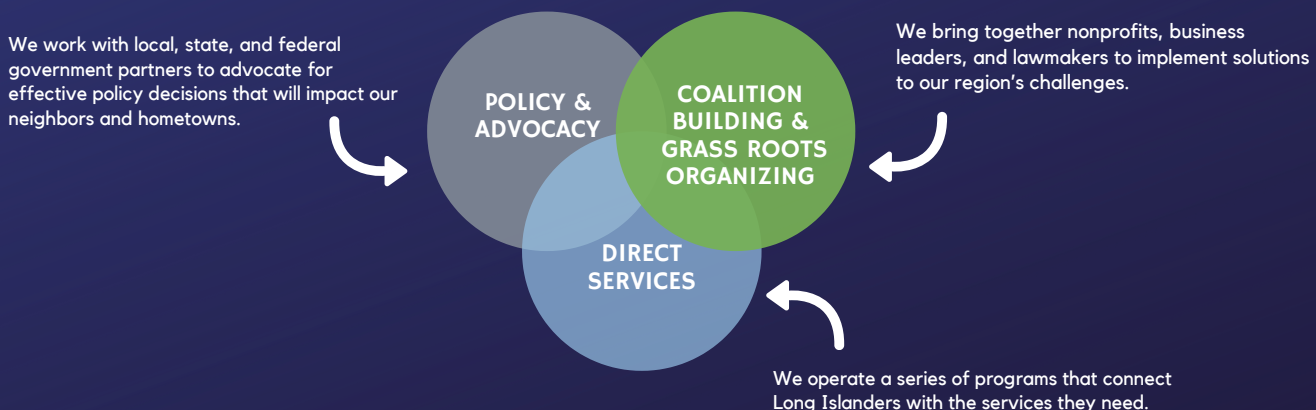 We work with local, state, and federal
government partners to advocate for
effective policy decisions that will impact our
neighbors and hometowns.
POLICY &
ADVOCACY
COALITION
BUILDING &
GRASS ROOTS
ORGANIZING
We bring together nonprofits, business
leaders, and lawmakers to implement solutions
to our region's challenges.
DIRECT
SERVICES
We operate a series of programs that connect
Long Islanders with the services they need.